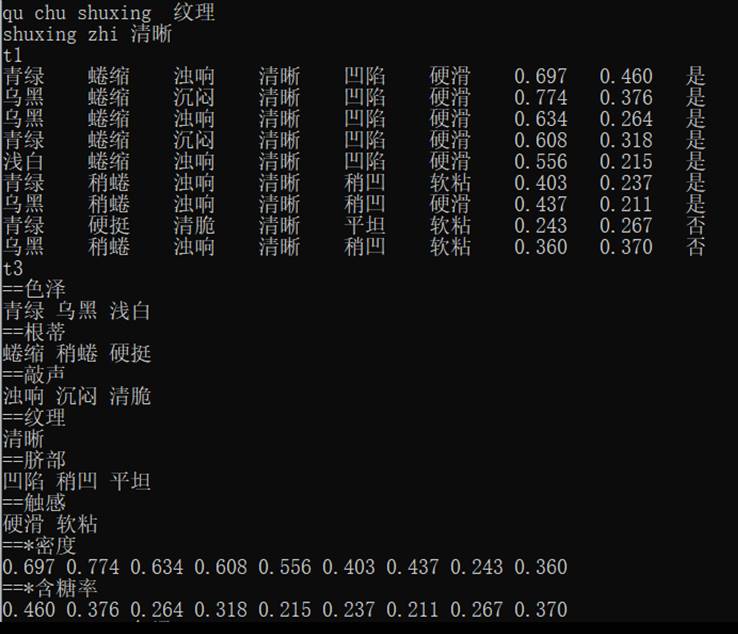 qu chu shuxing 纹理
shuxing zhi 清晰
t1
青绿 蜷缩 浊响 清晰 凹陷 硬滑 0.697 0.460 是
乌黑 蜷缩 沉闷 清晰 凹陷 硬滑 0.774 0.376 是
乌黑 蜷缩 浊响 清晰 凹陷 硬滑 0.634 0.264 是
青绿 蜷缩 沉闷 清晰 凹陷 硬滑 0.608 0.318 是
浅白 蜷缩 浊响 清晰 凹陷 硬滑 0.556 0.215 是
青绿 稍蜷 浊响 清晰 稍凹 软粘 0.403 0.237 是
乌黑 稍蜷 浊响 清晰 稍凹 硬滑 0.437 0.211 是
青绿 硬挺 清脆 清晰 平坦 软粘 0.243 0.267 否
乌黑 稍蜷 浊响 清晰 稍凹 软粘 0.360 0.370 否
t3
==色泽
青绿 乌黑 浅白
==根蒂
蜷缩 稍蜷 硬挺
==敲声
浊响 沉闷 清脆
==纹理
清晰
==脐部
凹陷 稍凹 平坦
==触感
硬滑 软粘
==*密度
0.697 0.774 0.634 0.608 0.556 0.403 0.437 0.243 0.360
==*含糖率
0.460 0.376 0.264 0.318 0.215 0.237 0.211 0.267 0.370